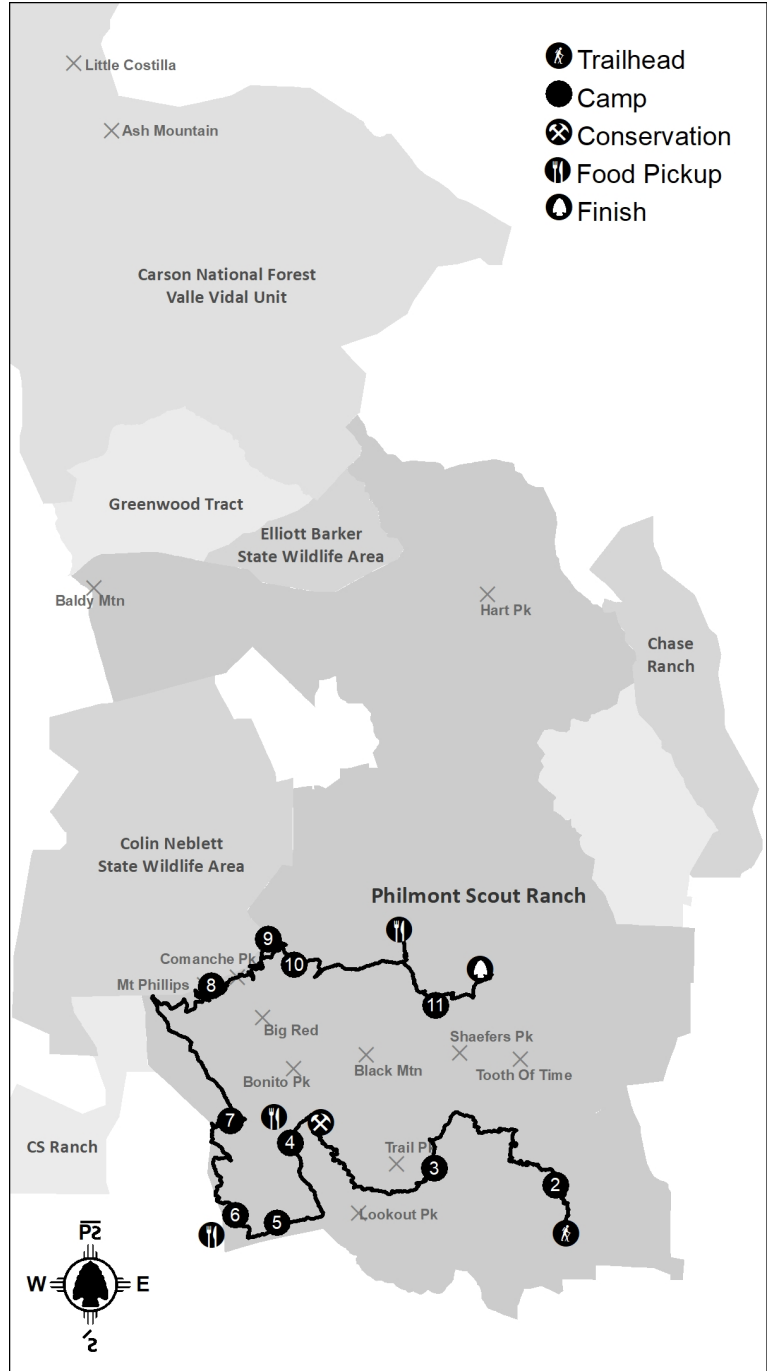 Little Costilla
Ash Mountain
Trailhead
Camp
Conservation
Food Pickup
Finish
Carson National Forest
Valle Vidal Unit
Greenwood Tract
Elliott Barker
State Wildlife Area
Baldy Mtn
Hart Pk
Chase
Ranch
Colin Neblett
State Wildlife Area
Philmont Scout Ranch
9
Comanche Pk
10
Mt Phillips
8
11
Big Red
Shaefers Pk
Black Mtn
Tooth Of Time
Bonito Pk
7
4
CS Ranch
Trail Pk
3
2
6
5
Lookout Pk
W
E